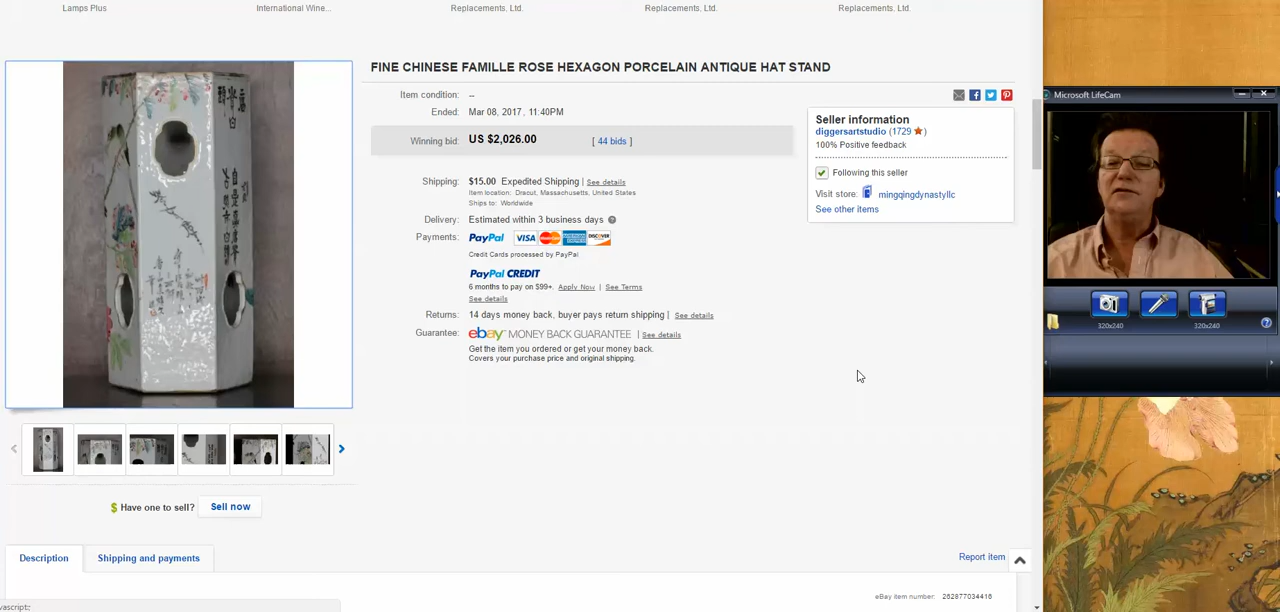 Lamps Plus
International Wine...
Replacements, Ltd.
Replacements, Ltd.
Replacements, Ltd.
FINE CHINESE FAMILLE ROSE HEXAGON PORCELAIN ANTIQUE HAT STAND
Item condition: --
Ended: Mar 08, 2017 , 11:40PM
Winning bid: US $2,026.00 [ 44 bids ]
Shipping: $15.00 Expedited Shipping | See details
Item location: Dracut, Massachusetts, United States
Ships to: Worldwide
Delivery: Estimated within 3 business days
Payments: PayPal VISA DISCOVER
Credit Cards processed by PayPal
PayPal CREDIT
6 months to pay on $99+. Apply Now | See Terms
See details
Returns: 14 days money back, buyer pays return shipping | See details
Guarantee: ebay MONEY BACK GUARANTEE | See details
Get the item you ordered or get your money back.
Covers your purchase price and original shipping.
Seller information
diggersartstudio (1729 )
100% Positive feedback
Following this seller
Visit store: mingqingdynastyllc
See other items
Microsoft LifeCam
320x240
320x240
$ Have one to sell? Sell now
Description
Shipping and payments
Report item
eBay item number: 262877034416
vascript:;